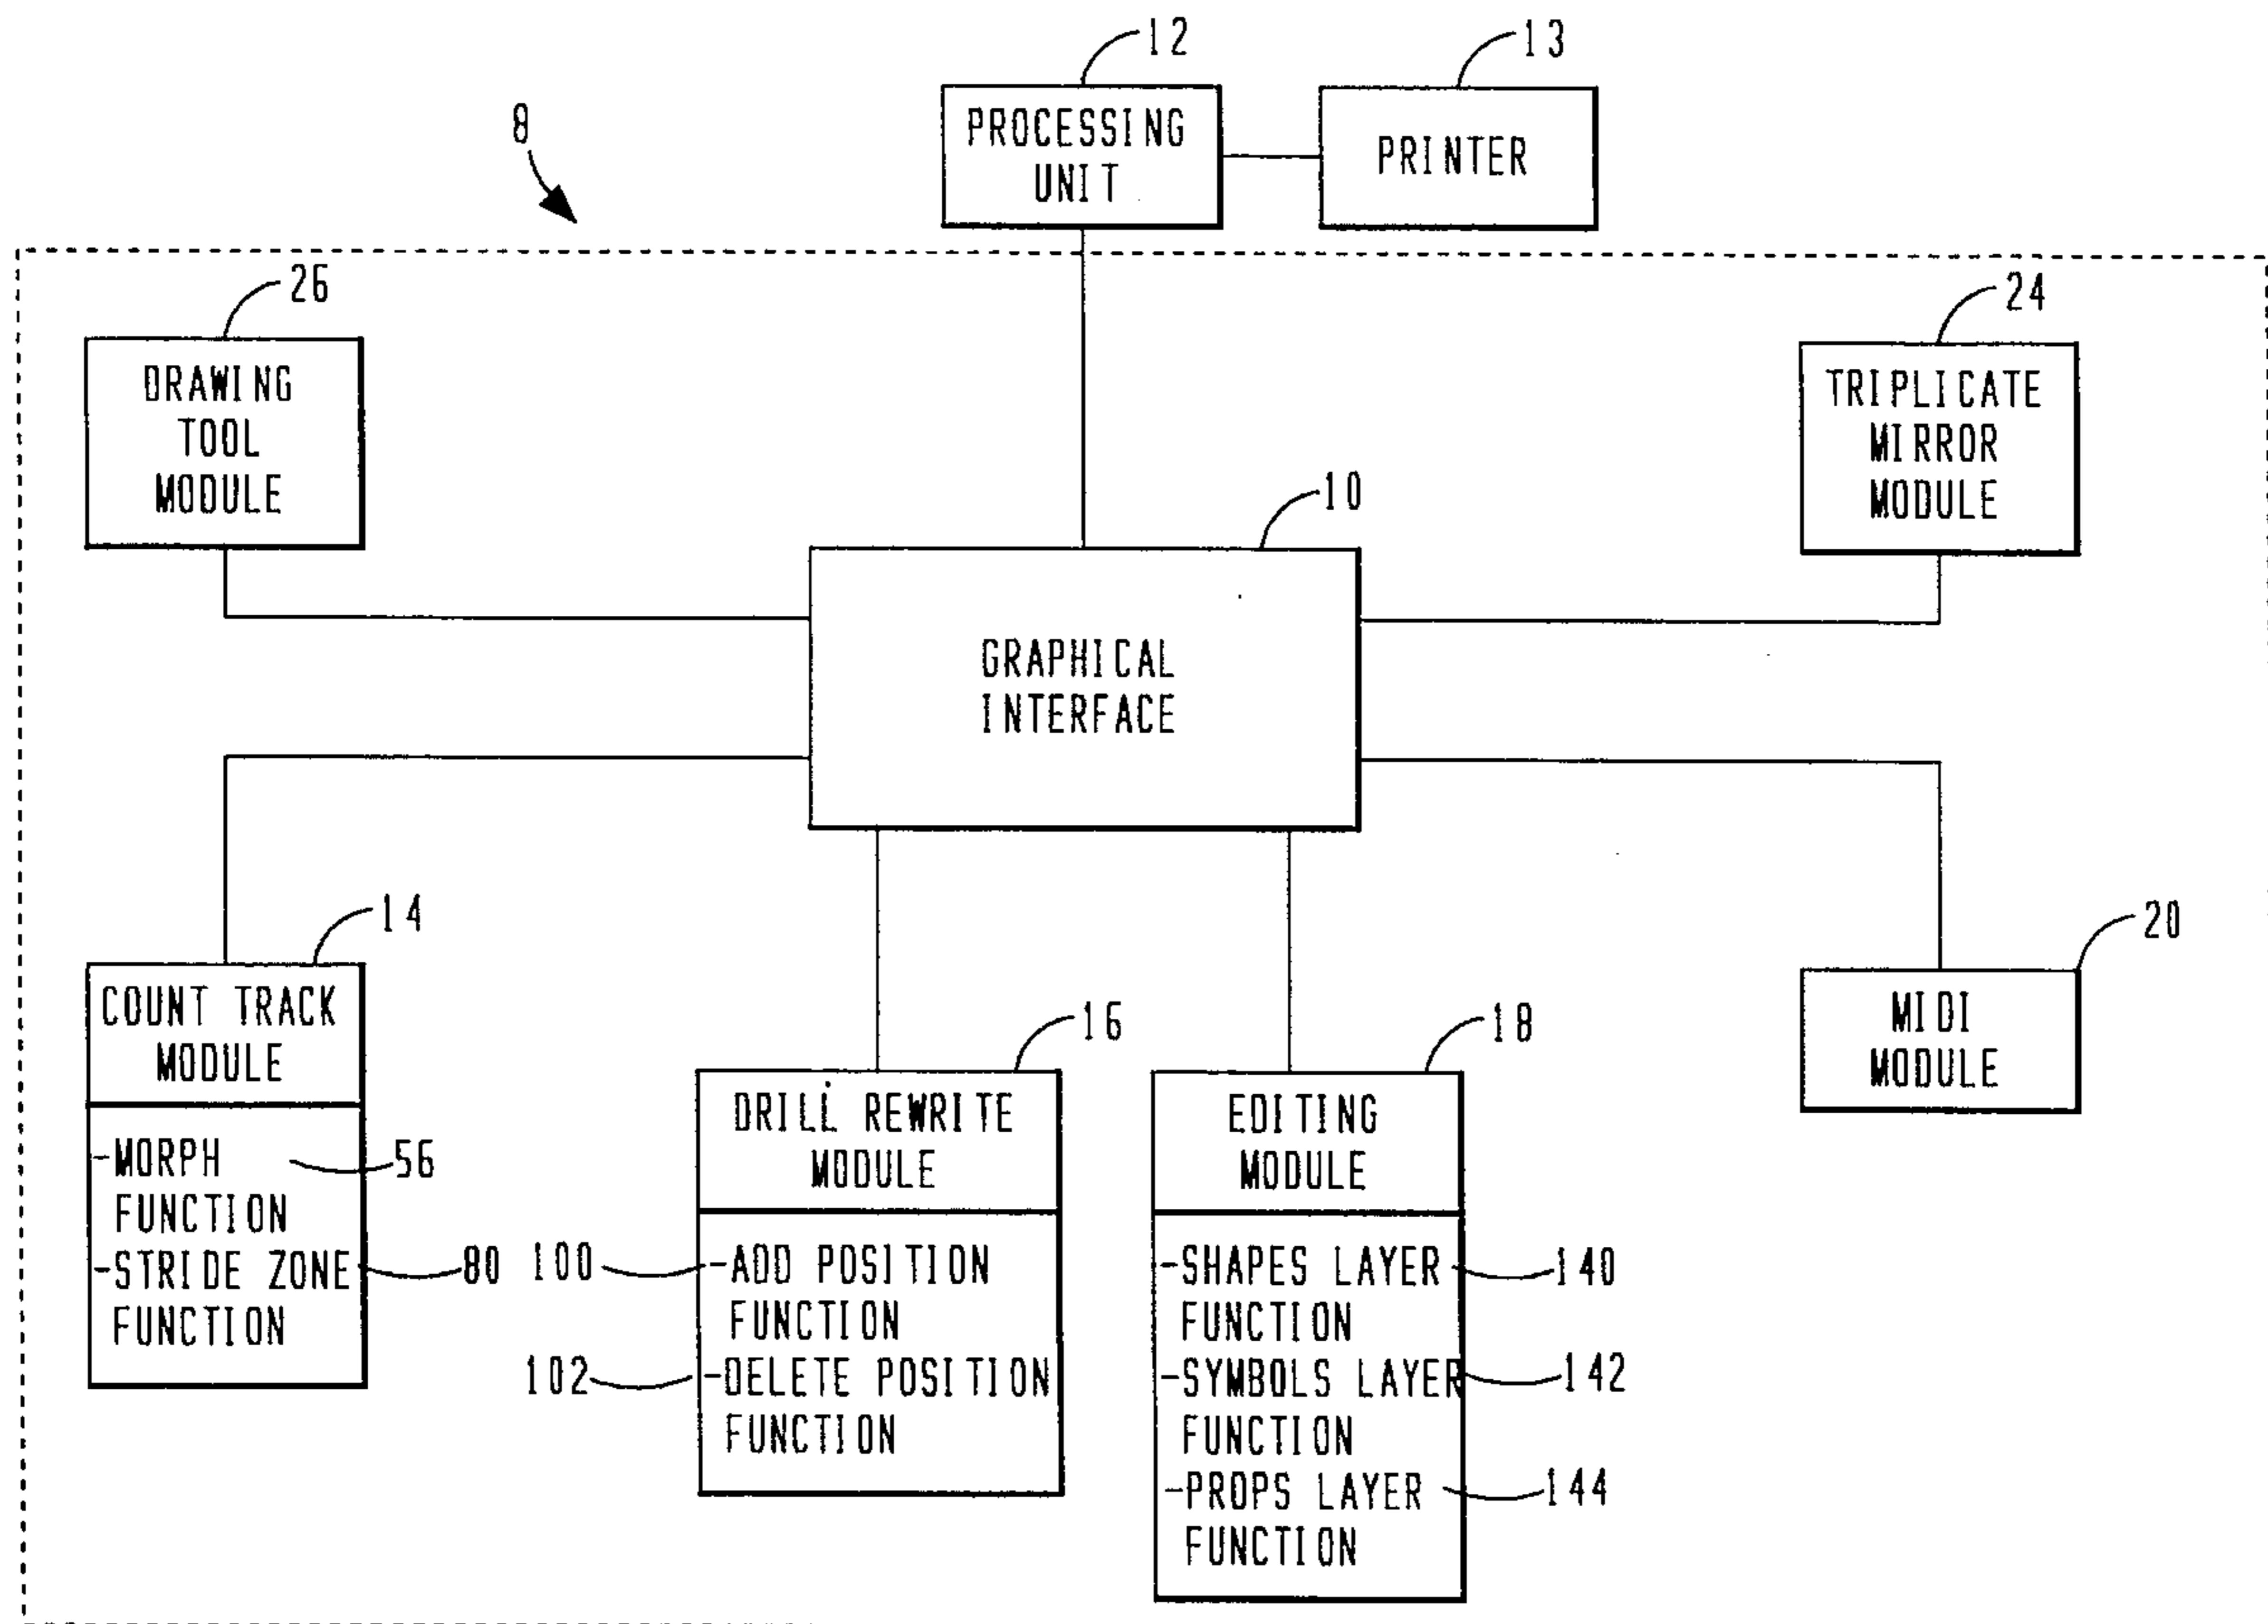 12
13
8
PROCESSING
UNIT
PRINTER
26
24
DRAWING
TOOL
MODULE
TRIPLICATE
MIRROR
MODULE
10
GRAPHICAL
INTERFACE
14
COUNT TRACK
MODULE
-MORPH
FUNCTION
56
-STRIDE ZONE
FUNCTION
80
16
DRILL REWRITE
MODULE
100
-ADD POSITION
FUNCTION
102
-DELETE POSITION
FUNCTION
18
EDITING
MODULE
-SHAPES LAYER
FUNCTION
140
-SYMBOLS LAYER
FUNCTION
142
-PROPS LAYER
FUNCTION
144
20
MIDI
MODULE